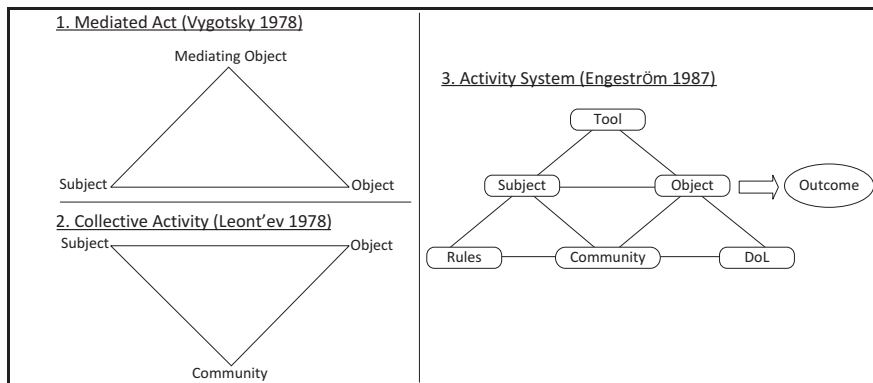 1. Mediated Act (Vygotsky 1978)
Mediating Object
Subject
Object
2. Collective Activity (Leont'ev 1978)
Subject
Object
Community
3. Activity System (Engeström 1987)
Tool
Subject
Object
Outcome
Rules
Community
DoL